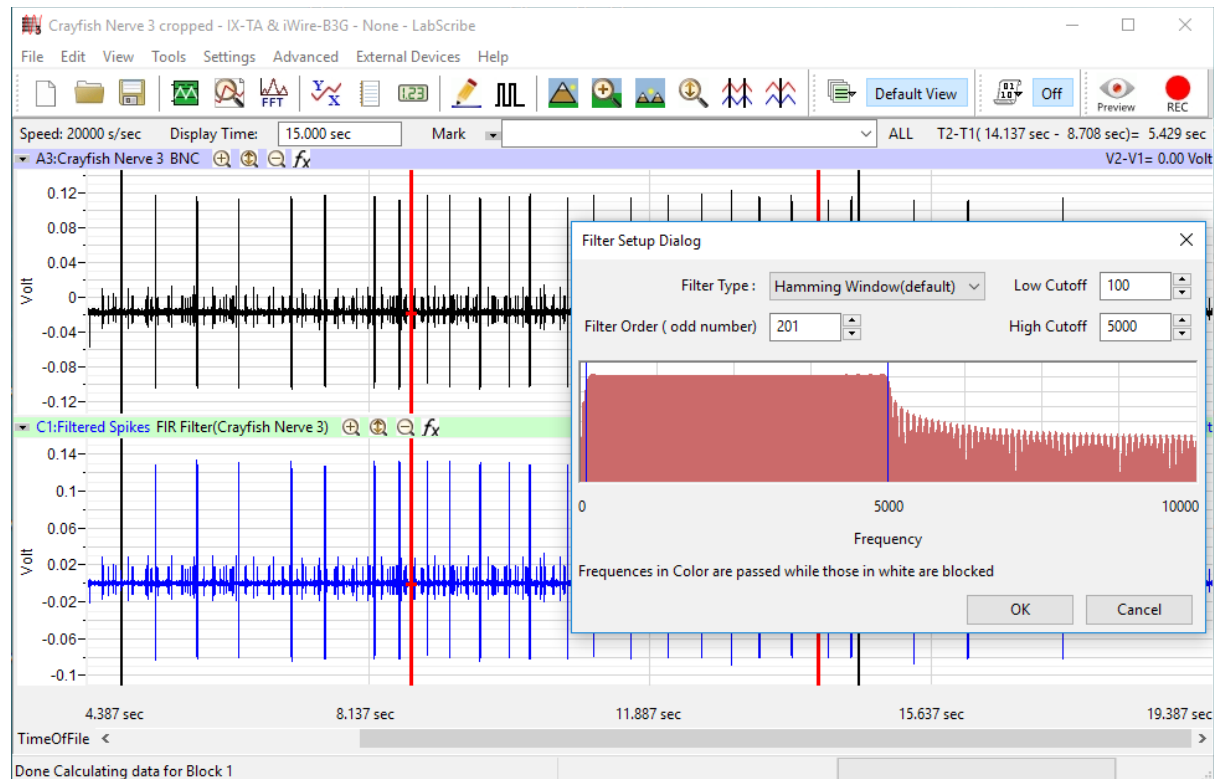 Crayfish Nerve 3 cropped - IX-TA & iWire-B3G - None - LabScribe
File Edit View Tools Settings Advanced External Devices Help
FFT Y X 1.23 Default View Off Preview REC
Speed: 20000 s/sec Display Time: 15.000 sec Mark ALL T2-T1( 14.137 sec - 8.708 sec)= 5.429 sec
A3:Crayfish Nerve 3 BNC fx V2-V1= 0.00 Volt
0.12-
0.08-
0.04-
0-
-0.04-
-0.08-
-0.12-
Volt
Filter Setup Dialog
Filter Type : Hamming Window(default) Low Cutoff 100
Filter Order ( odd number) 201 High Cutoff 5000
0 5000 10000
Frequency
Frequences in Color are passed while those in white are blocked
OK Cancel
C1:Filtered Spikes FIR Filter(Crayfish Nerve 3) fx
0.14-
0.1-
0.06-
0.02-
-0.02-
-0.06-
-0.1-
Volt
4.387 sec 8.137 sec 11.887 sec 15.637 sec 19.387 sec
TimeOfFile
Done Calculating data for Block 1